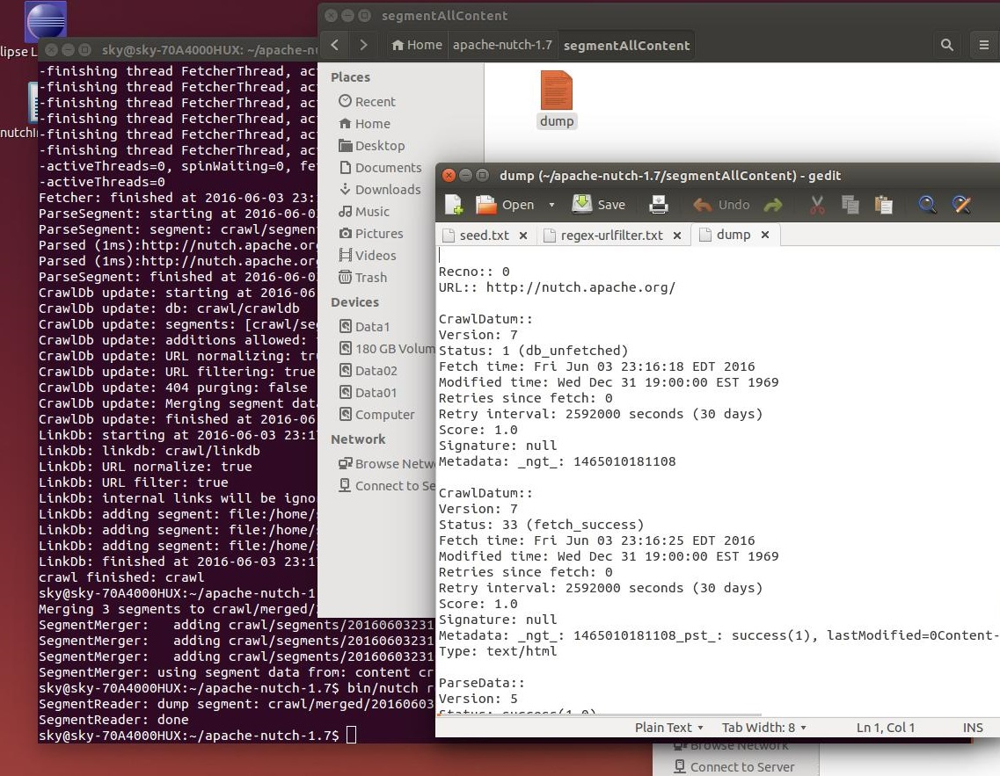 lipse L
nutchI
sky@sky-70A4000HUX: ~/apache-nu
-finishing thread FetcherThread, ac
-finishing thread FetcherThread, ac
-finishing thread FetcherThread, ac
-finishing thread FetcherThread, ac
-finishing thread FetcherThread, ac
-finishing thread FetcherThread, ac
-activeThreads=0, spinWaiting=0, fe
-activeThreads=0
Fetcher: finished at 2016-06-03 23:
ParseSegment: starting at 2016-06-0
ParseSegment: segment: crawl/segmen
Parsed (1ms):http://nutch.apache.or
Parsed (1ms):http://nutch.apache.or
ParseSegment: finished at 2016-06-0
CrawlDb update: starting at 2016-06
CrawlDb update: db: crawl/crawldb
CrawlDb update: segments: [crawl/se
CrawlDb update: additions allowed:
CrawlDb update: URL normalizing: tr
CrawlDb update: URL filtering: true
CrawlDb update: 404 purging: false
CrawlDb update: Merging segment dat
CrawlDb update: finished at 2016-06
LinkDb: starting at 2016-06-03 23:1
LinkDb: linkdb: crawl/linkdb
LinkDb: URL normalize: true
LinkDb: URL filter: true
LinkDb: internal links will be igno
LinkDb: adding segment: file:/home/
LinkDb: adding segment: file:/home/
LinkDb: adding segment: file:/home/
LinkDb: finished at 2016-06-03 23:1
crawl finished: crawl
sky@sky-70A4000HUX:~/apache-nutch-1
Merging 3 segments to crawl/merged/
SegmentMerger:   adding crawl/segments/20160603231
SegmentMerger:   adding crawl/segments/20160603231
SegmentMerger:   adding crawl/segments/20160603231
SegmentMerger: using segment data from: content cr
sky@sky-70A4000HUX:~/apache-nutch-1.7$ bin/nutch r
SegmentReader: dump segment: crawl/merged/20160603
SegmentReader: done
sky@sky-70A4000HUX:~/apache-nutch-1.7$
segmentAllContent
Home apache-nutch-1.7 segmentAllContent
Places
Recent
Home
Desktop
Documents
Downloads
Music
Pictures
Videos
Trash
Devices
Data1
180 GB Volum
Data02
Data01
Computer
Network
Browse Netw
Connect to Se
dump
dump (~/apache-nutch-1.7/segmentAllContent) - gedit
Open Save Undo
seed.txt regex-urlfilter.txt dump
Recno:: 0
URL:: http://nutch.apache.org/
CrawlDatum::
Version: 7
Status: 1 (db_unfetched)
Fetch time: Fri Jun 03 23:16:18 EDT 2016
Modified time: Wed Dec 31 19:00:00 EST 1969
Retries since fetch: 0
Retry interval: 2592000 seconds (30 days)
Score: 1.0
Signature: null
Metadata: _ngt_: 1465010181108
CrawlDatum::
Version: 7
Status: 33 (fetch_success)
Fetch time: Fri Jun 03 23:16:25 EDT 2016
Modified time: Wed Dec 31 19:00:00 EST 1969
Retries since fetch: 0
Retry interval: 2592000 seconds (30 days)
Score: 1.0
Signature: null
Metadata: _ngt_: 1465010181108_pst_: success(1), lastModified=0Content-
Type: text/html
ParseData::
Version: 5
Status: success(1,0)
Plain Text Tab Width: 8 Ln 1, Col 1 INS
Browse Network
Connect to Server